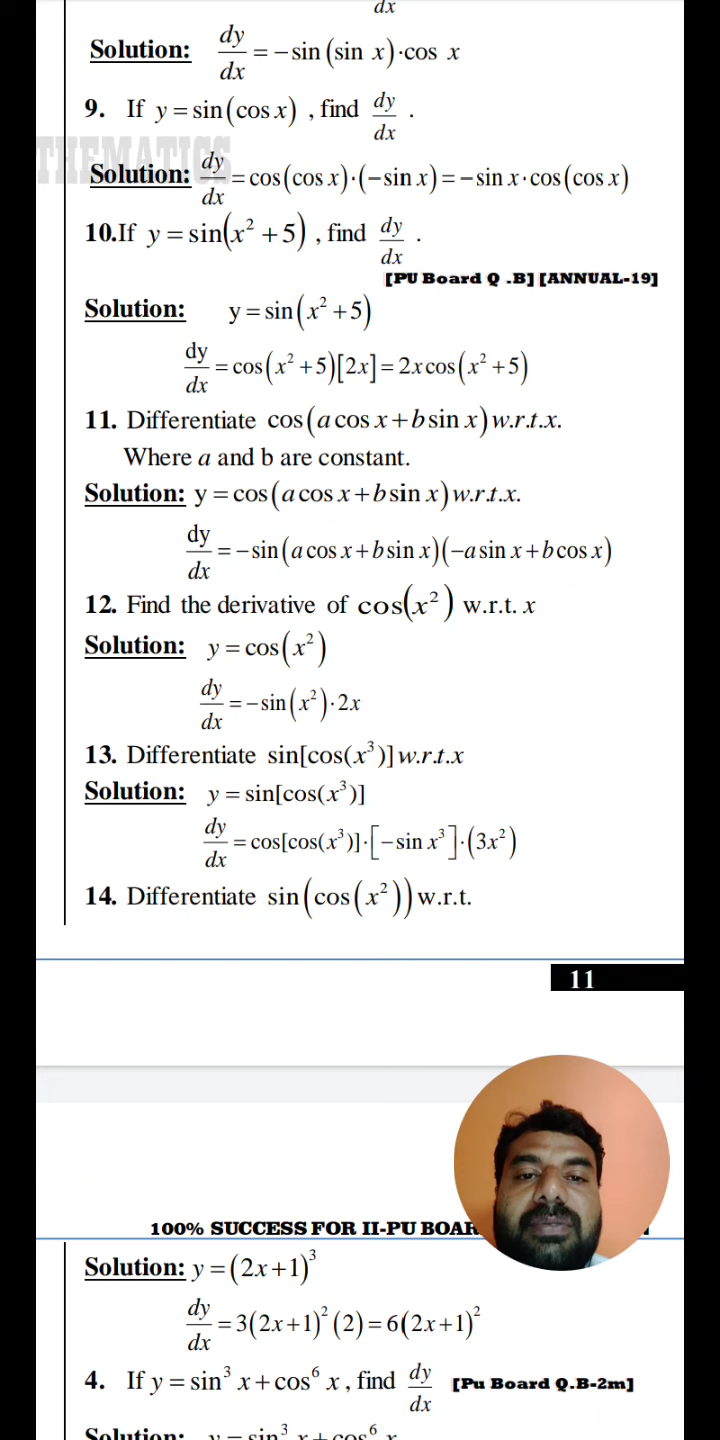 dx
Solution: dy/dx = −sin(sin x)·cos x
9. If y = sin(cos x) , find dy/dx .
THEMATICS
Solution: dy/dx = cos(cos x)·(−sin x) = −sin x·cos(cos x)
10.If y = sin(x² + 5) , find dy/dx .
[PU Board Q .B] [ANNUAL-19]
Solution: y = sin(x² + 5)
dy/dx = cos(x² + 5)[2x] = 2x cos(x² + 5)
11. Differentiate cos(a cos x + b sin x) w.r.t.x.
Where a and b are constant.
Solution: y = cos(a cos x + b sin x) w.r.t.x.
dy/dx = −sin(a cos x + b sin x)(−a sin x + b cos x)
12. Find the derivative of cos(x²) w.r.t. x
Solution: y = cos(x²)
dy/dx = −sin(x²)·2x
13. Differentiate sin[cos(x³)] w.r.t.x
Solution: y = sin[cos(x³)]
dy/dx = cos[cos(x³)]·[−sin x³]·(3x²)
14. Differentiate sin(cos(x²)) w.r.t.
11
100% SUCCESS FOR II-PU BOAR
Solution: y = (2x+1)³
dy/dx = 3(2x+1)²(2) = 6(2x+1)²
4. If y = sin³ x + cos⁶ x , find dy/dx [Pu Board Q.B-2m]
Solution: y = sin³ x + cos⁶ x